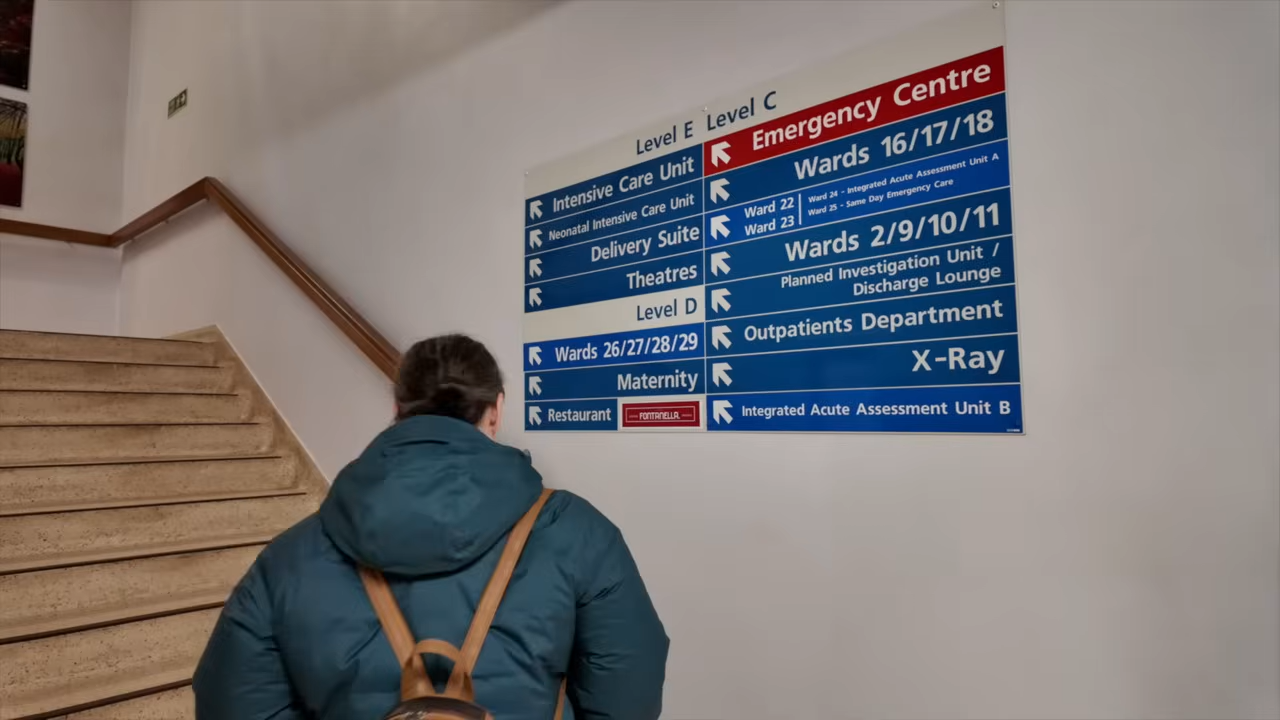 Level E
Intensive Care Unit
Neonatal Intensive Care Unit
Delivery Suite
Theatres
Level D
Wards 26/27/28/29
Maternity
Restaurant
FONTANELLA
Level C
Emergency Centre
Wards 16/17/18
Ward 22
Ward 23
Ward 24 - Integrated Acute Assessment Unit A
Ward 25 - Same Day Emergency Care
Wards 2/9/10/11
Planned Investigation Unit /
Discharge Lounge
Outpatients Department
X-Ray
Integrated Acute Assessment Unit B